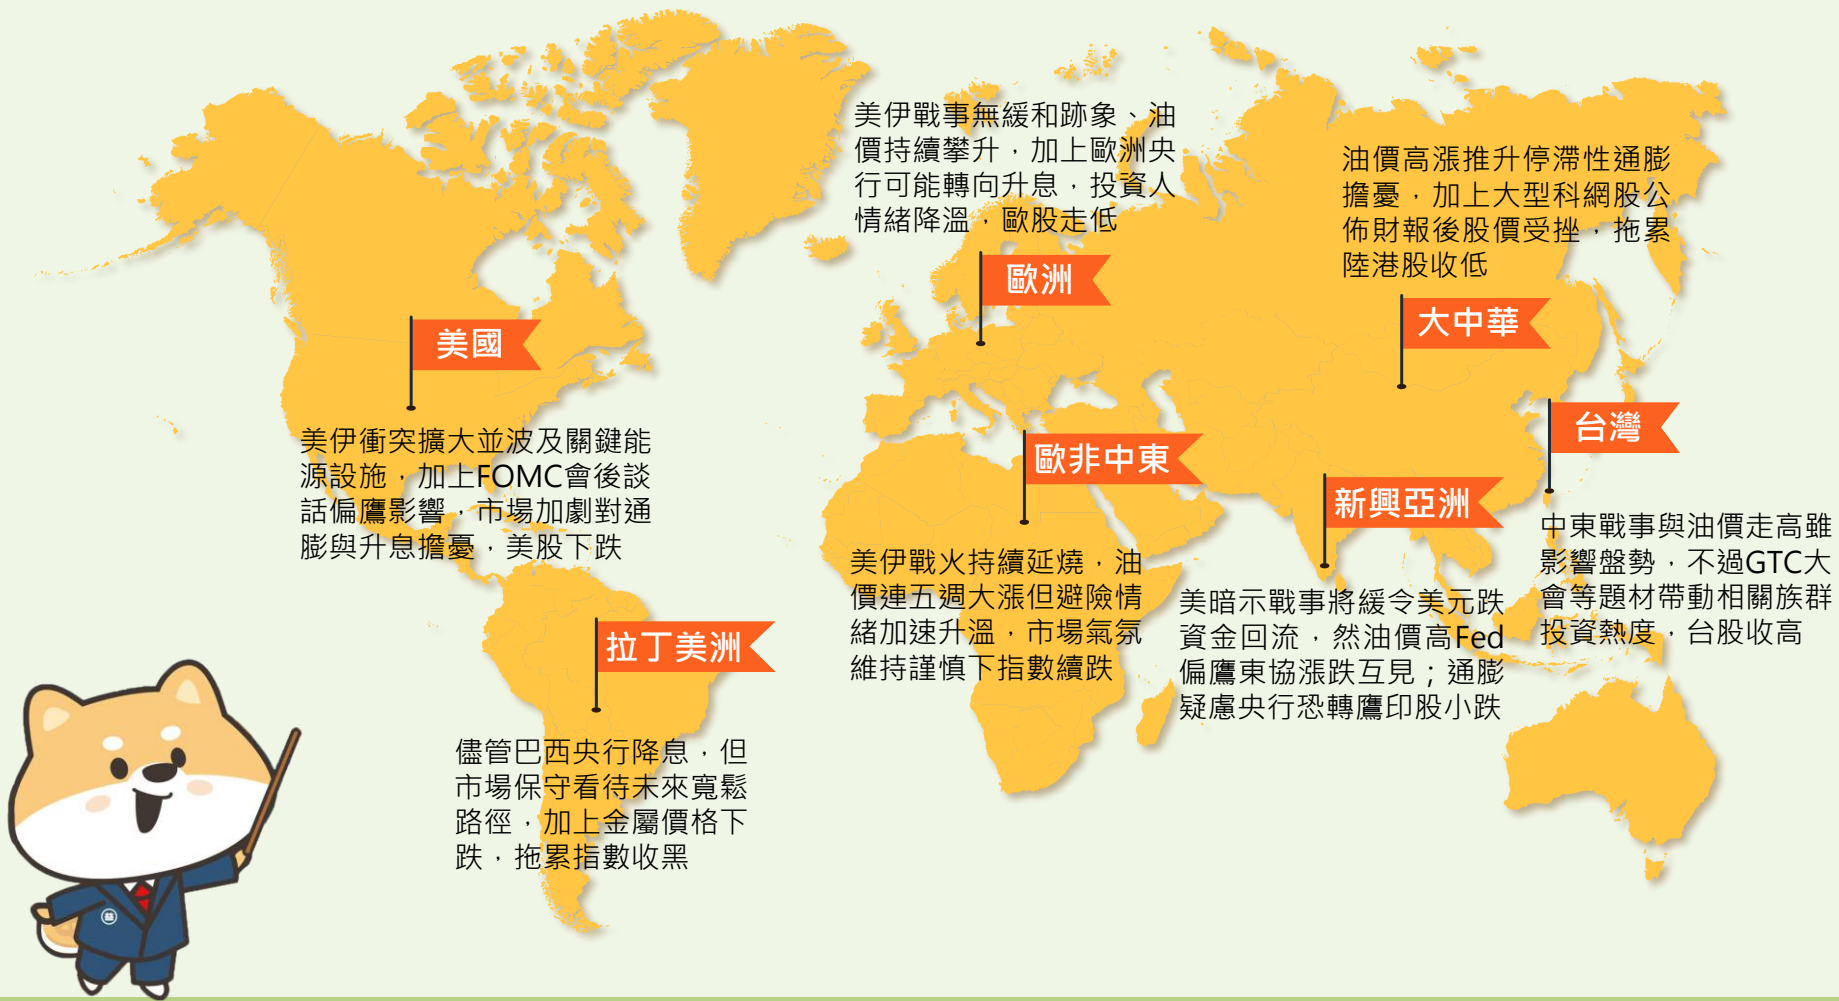 美伊戰事無緩和跡象、油
價持續攀升，加上歐洲央
行可能轉向升息，投資人
情緒降溫，歐股走低
歐洲
油價高漲推升停滯性通膨
擔憂，加上大型科網股公
佈財報後股價受挫，拖累
陸港股收低
大中華
美國
美伊衝突擴大並波及關鍵能
源設施，加上FOMC會後談
話偏鷹影響，市場加劇對通
膨與升息擔憂，美股下跌
歐非中東
美伊戰火持續延燒，油
價連五週大漲但避險情
緒加速升溫，市場氣氛
維持謹慎下指數續跌
台灣
中東戰事與油價走高雖
影響盤勢，不過GTC大
會等題材帶動相關族群
投資熱度，台股收高
新興亞洲
美暗示戰事將緩令美元跌
資金回流，然油價高Fed
偏鷹東協漲跌互見；通膨
疑慮央行恐轉鷹印股小跌
拉丁美洲
儘管巴西央行降息，但
市場保守看待未來寬鬆
路徑，加上金屬價格下
跌，拖累指數收黑
益